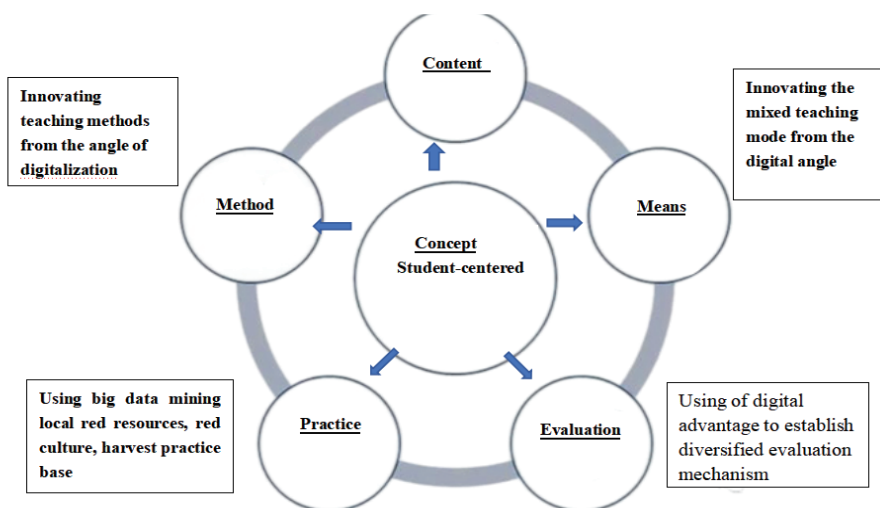 Content
Innovating
teaching methods
from the angle of
digitalization
Innovating the
mixed teaching
mode from the
digital angle
Method
Means
Concept
Student-centered
Using big data mining
local red resources, red
culture, harvest practice
base
Practice
Evaluation
Using of digital
advantage to establish
diversified evaluation
mechanism